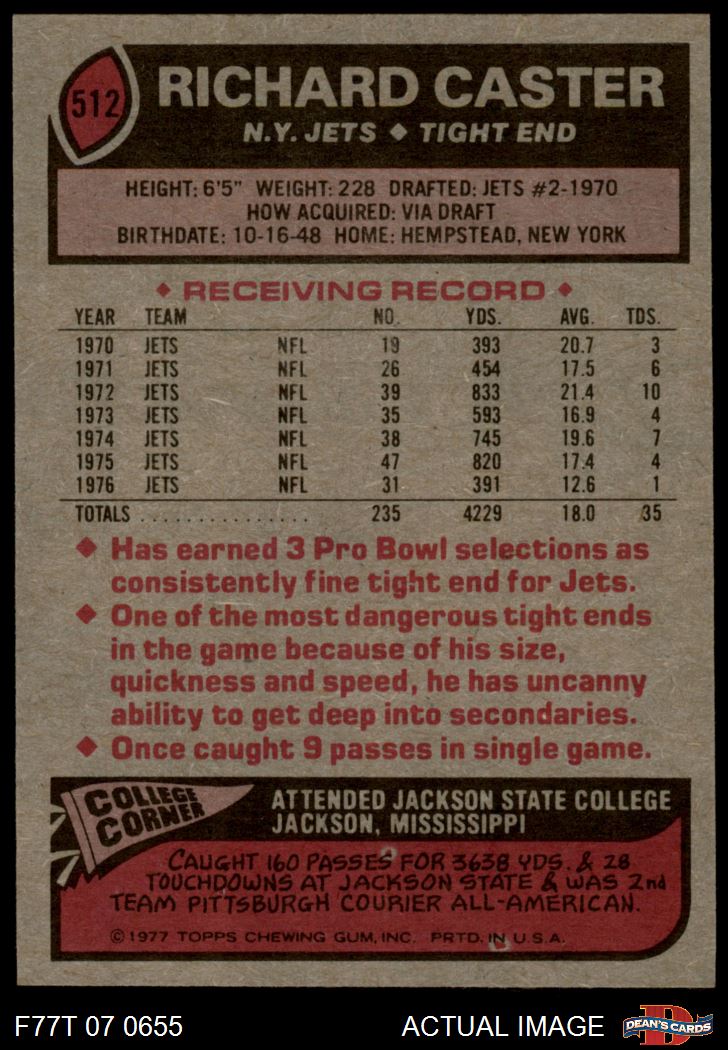 512
RICHARD CASTER
N.Y. JETS ◆ TIGHT END
HEIGHT: 6'5" WEIGHT: 228 DRAFTED: JETS #2-1970
HOW ACQUIRED: VIA DRAFT
BIRTHDATE: 10-16-48 HOME: HEMPSTEAD, NEW YORK
◆ RECEIVING RECORD ◆
YEAR TEAM NO. YDS. AVG. TDS.
1970 JETS NFL 19 393 20.7 3
1971 JETS NFL 26 454 17.5 6
1972 JETS NFL 39 833 21.4 10
1973 JETS NFL 35 593 16.9 4
1974 JETS NFL 38 745 19.6 7
1975 JETS NFL 47 820 17.4 4
1976 JETS NFL 31 391 12.6 1
TOTALS . . . . . . . . . . . . . . . . 235 4229 18.0 35
◆ Has earned 3 Pro Bowl selections as
consistently fine tight end for Jets.
◆ One of the most dangerous tight ends
in the game because of his size,
quickness and speed, he has uncanny
ability to get deep into secondaries.
◆ Once caught 9 passes in single game.
COLLEGE
CORNER
ATTENDED JACKSON STATE COLLEGE
JACKSON, MISSISSIPPI
CAUGHT 160 PASSES FOR 3638 YDS. & 28
TOUCHDOWNS AT JACKSON STATE & WAS 2nd
TEAM PITTSBURGH COURIER ALL-AMERICAN.
© 1977 TOPPS CHEWING GUM, INC. PRTD. IN U.S.A.
F77T 07 0655 ACTUAL IMAGE
D
DEAN'S CARDS